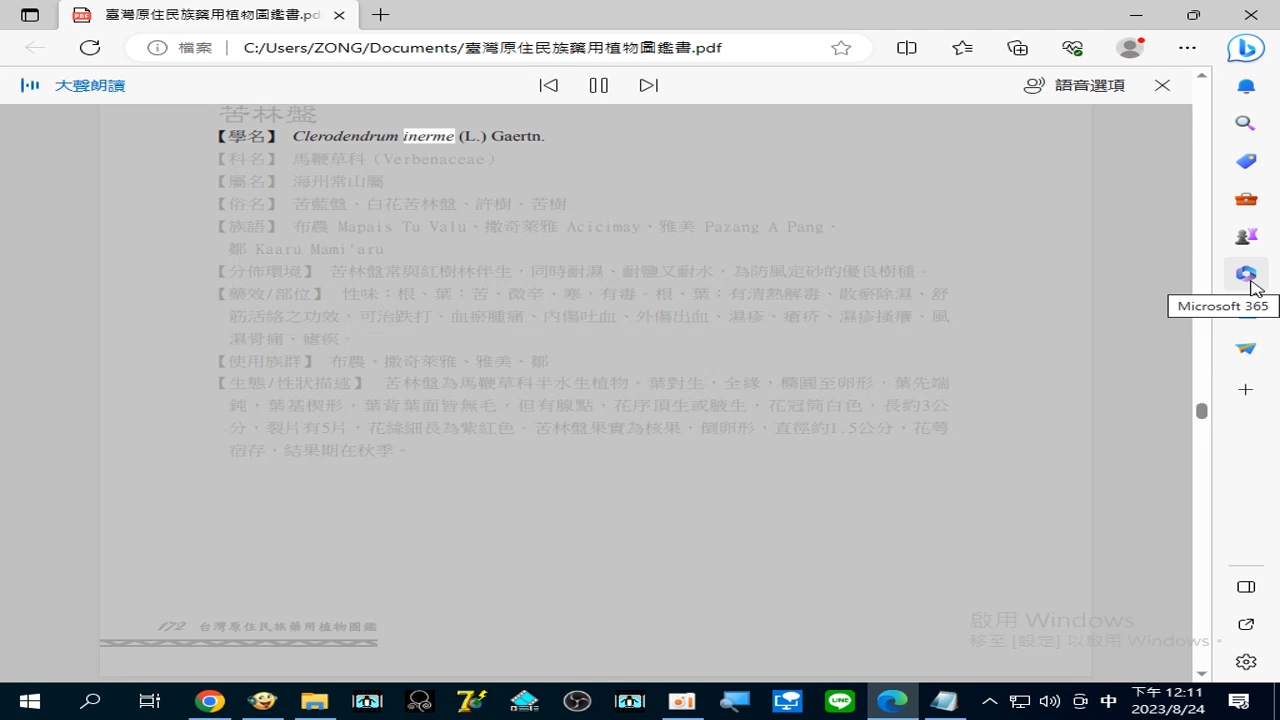 臺灣原住民族藥用植物圖鑑書.pdf
檔案 C:/Users/ZONG/Documents/臺灣原住民族藥用植物圖鑑書.pdf
大聲朗讀 語音選項
苦林盤
【學名】 Clerodendrum inerme (L.) Gaertn.
【科名】 馬鞭草科（Verbenaceae）
【屬名】 海州常山屬
【俗名】 苦藍盤、白花苦林盤、許樹、苦樹
【族語】 布農 Mapais Tu Valu、撒奇萊雅 Acicimay、雅美 Pazang A Pang、
鄒 Kaaru Mami'aru
【分佈環境】 苦林盤常與紅樹林伴生，同時耐濕、耐鹽又耐水，為防風定砂的優良樹種。
【藥效/部位】 性味：根、葉：苦、微辛、寒，有毒。根、葉：有清熱解毒、散瘀除濕、舒
筋活絡之功效，可治跌打、血瘀腫痛、內傷吐血、外傷出血、濕疹、瘡疥、濕疹搔癢、風
濕骨痛、瘧疾。
【使用族群】 布農、撒奇萊雅、雅美、鄒
【生態/性狀描述】 苦林盤為馬鞭草科半水生植物。葉對生，全緣，橢圓至卵形，葉先端
鈍，葉基楔形，葉背葉面皆無毛，但有腺點、花序頂生或腋生，花冠筒白色，長約3公
分，裂片有5片，花絲細長為紫紅色。苦林盤果實為核果，倒卵形，直徑約1.5公分，花萼
宿存，結果期在秋季。
172 台灣原住民族藥用植物圖鑑
Microsoft 365
啟用 Windows
移至 [設定] 以啟用 Windows。
中
下午 12:11
2023/8/24